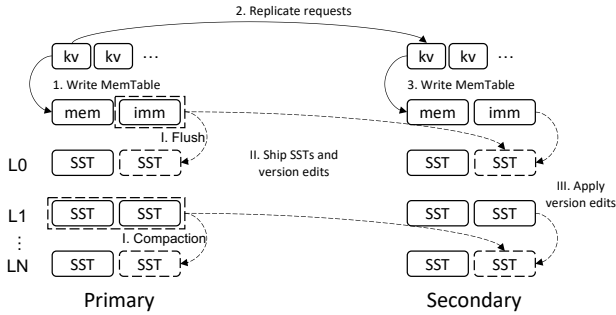 2. Replicate requests
kv kv ... kv kv ...
1. Write MemTable 3. Write MemTable
mem imm mem imm
I. Flush
L0 SST SST II. Ship SSTs and version edits SST SST
III. Apply version edits
L1 SST SST SST SST
I. Compaction
⋮
LN SST SST SST SST
Primary Secondary